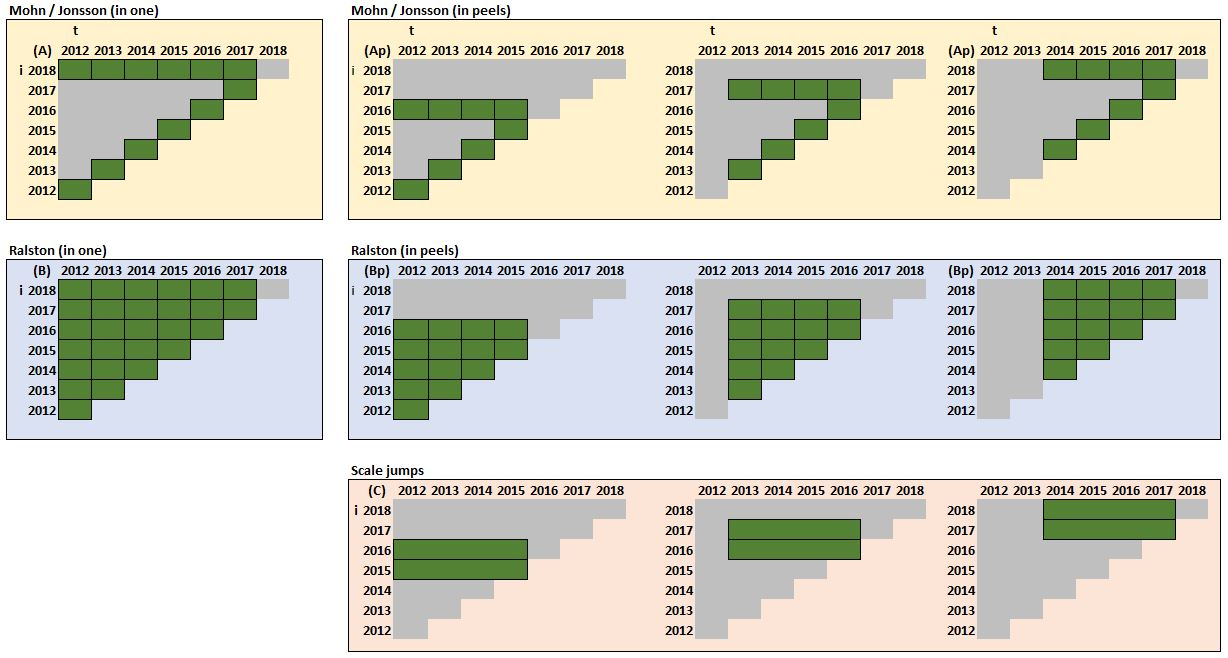 Mohn / Jonsson (in one) Mohn / Jonsson (in peels)
t t t t
(A) 2012 2013 2014 2015 2016 2017 2018 (Ap) 2012 2013 2014 2015 2016 2017 2018 2012 2013 2014 2015 2016 2017 2018 (Ap) 2012 2013 2014 2015 2016 2017 2018
i 2018 i 2018 2018 2018
2017 2017 2017 2017
2016 2016 2016 2016
2015 2015 2015 2015
2014 2014 2014 2014
2013 2013 2013 2013
2012 2012 2012 2012
Ralston (in one) Ralston (in peels)
(B) 2012 2013 2014 2015 2016 2017 2018 (Bp) 2012 2013 2014 2015 2016 2017 2018 2012 2013 2014 2015 2016 2017 2018 (Bp) 2012 2013 2014 2015 2016 2017 2018
i 2018 i 2018 2018 2018
2017 2017 2017 2017
2016 2016 2016 2016
2015 2015 2015 2015
2014 2014 2014 2014
2013 2013 2013 2013
2012 2012 2012 2012
Scale jumps
(C) 2012 2013 2014 2015 2016 2017 2018 2012 2013 2014 2015 2016 2017 2018 2012 2013 2014 2015 2016 2017 2018
i 2018 2018 2018
2017 2017 2017
2016 2016 2016
2015 2015 2015
2014 2014 2014
2013 2013 2013
2012 2012 2012